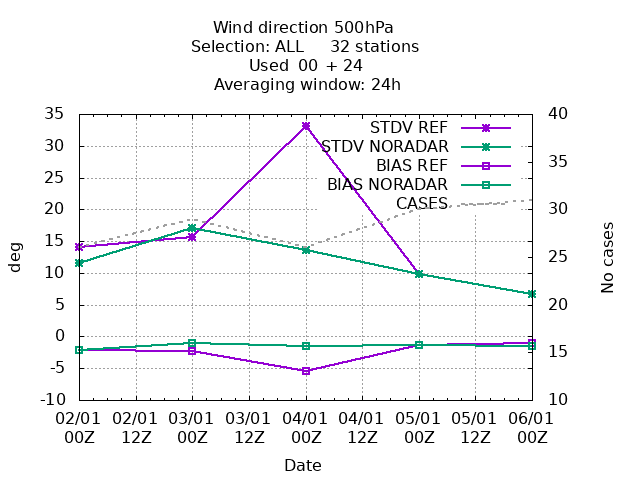 Wind direction 500hPa
Selection: ALL 32 stations
Used 00 + 24
Averaging window: 24h
STDV REF
STDV NORADAR
BIAS REF
BIAS NORADAR
CASES
deg
35
30
25
20
15
10
5
0
-5
-10
No cases
40
35
30
25
20
15
10
02/01 02/01 03/01 03/01 04/01 04/01 05/01 05/01 06/01
00Z 12Z 00Z 12Z 00Z 12Z 00Z 12Z 00Z
Date